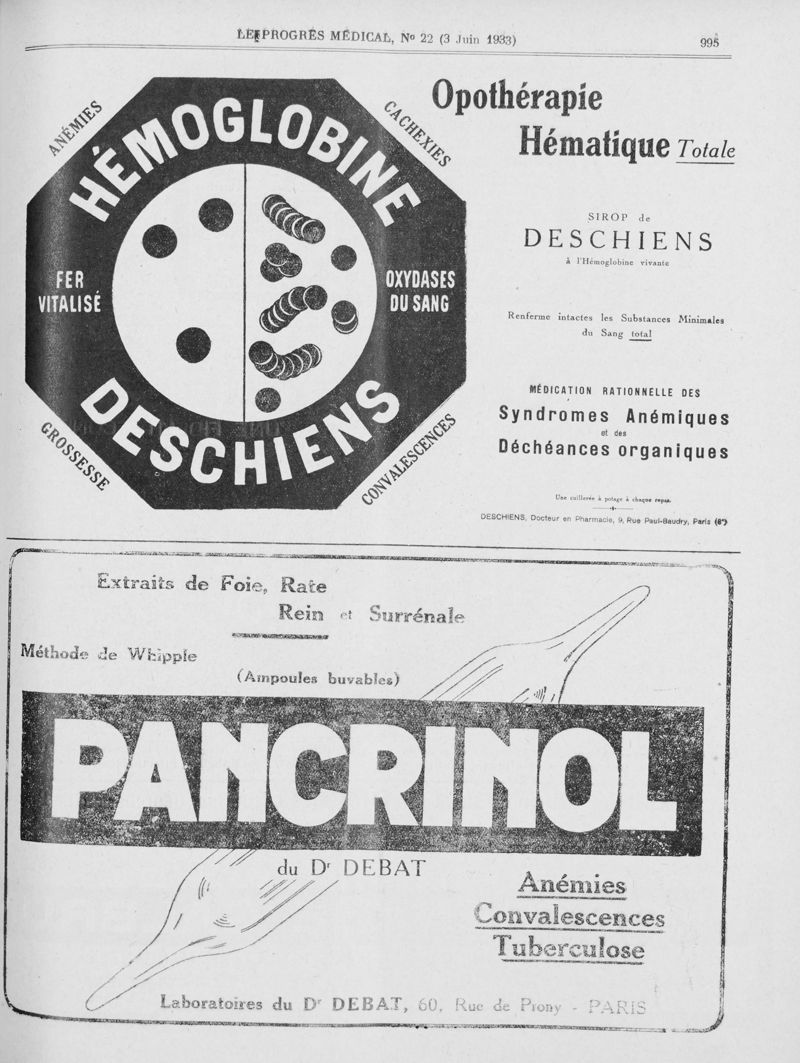 LE PROGRÈS MÉDICAL, No 22 (3 Juin 1933)
995
ANÉMIES
CACHEXIES
HÉMOGLOBINE
FER
VITALISÉ
OXYDASES
DU SANG
DESCHIENS
GROSSESSE
CONVALESCENCES
Opothérapie
Hématique Totale
SIROP de
DESCHIENS
à l'Hémoglobine vivante
Renferme intactes les Substances Minimales
du Sang total
MÉDICATION RATIONNELLE DES
Syndromes Anémiques
et des
Déchéances organiques
Une cuillerée à potage à chaque repas.
DESCHIENS, Docteur en Pharmacie, 9, Rue Paul-Baudry, Paris (8e)
Extraits de Foie, Rate
Rein et Surrénale
Méthode de Whipple
(Ampoules buvables)
PANCRINOL
du Dr DEBAT
Anémies
Convalescences
Tuberculose
Laboratoires du Dr DEBAT, 60, Rue de Prony - PARIS